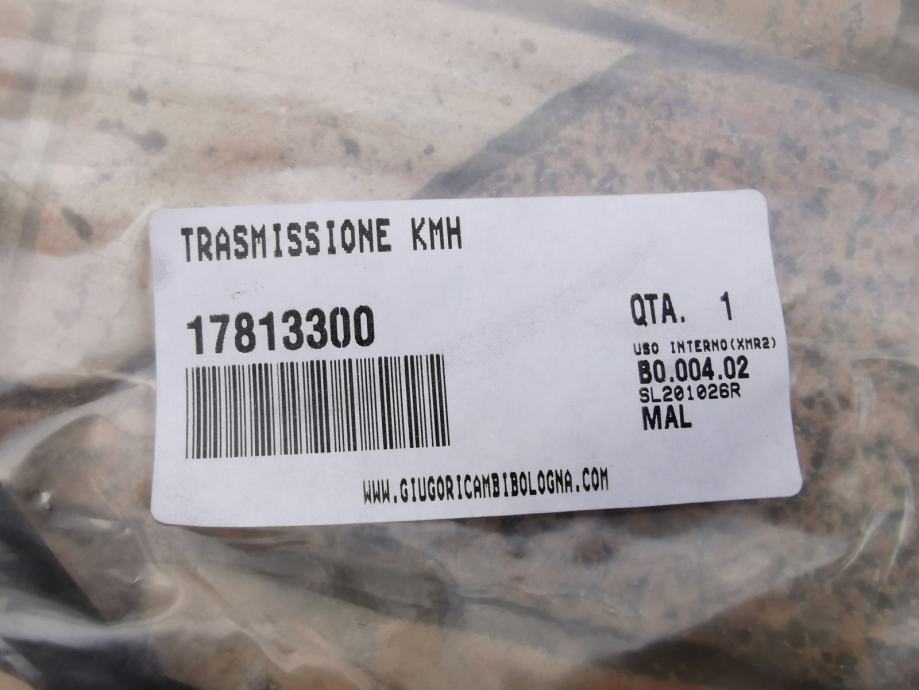 TRASMISSIONE KMH
17813300
QTA. 1
USO INTERNO(XMR2)
B0.004.02
SL201026R
MAL
WWW.GIUGORICAMBIBOLOGNA.COM